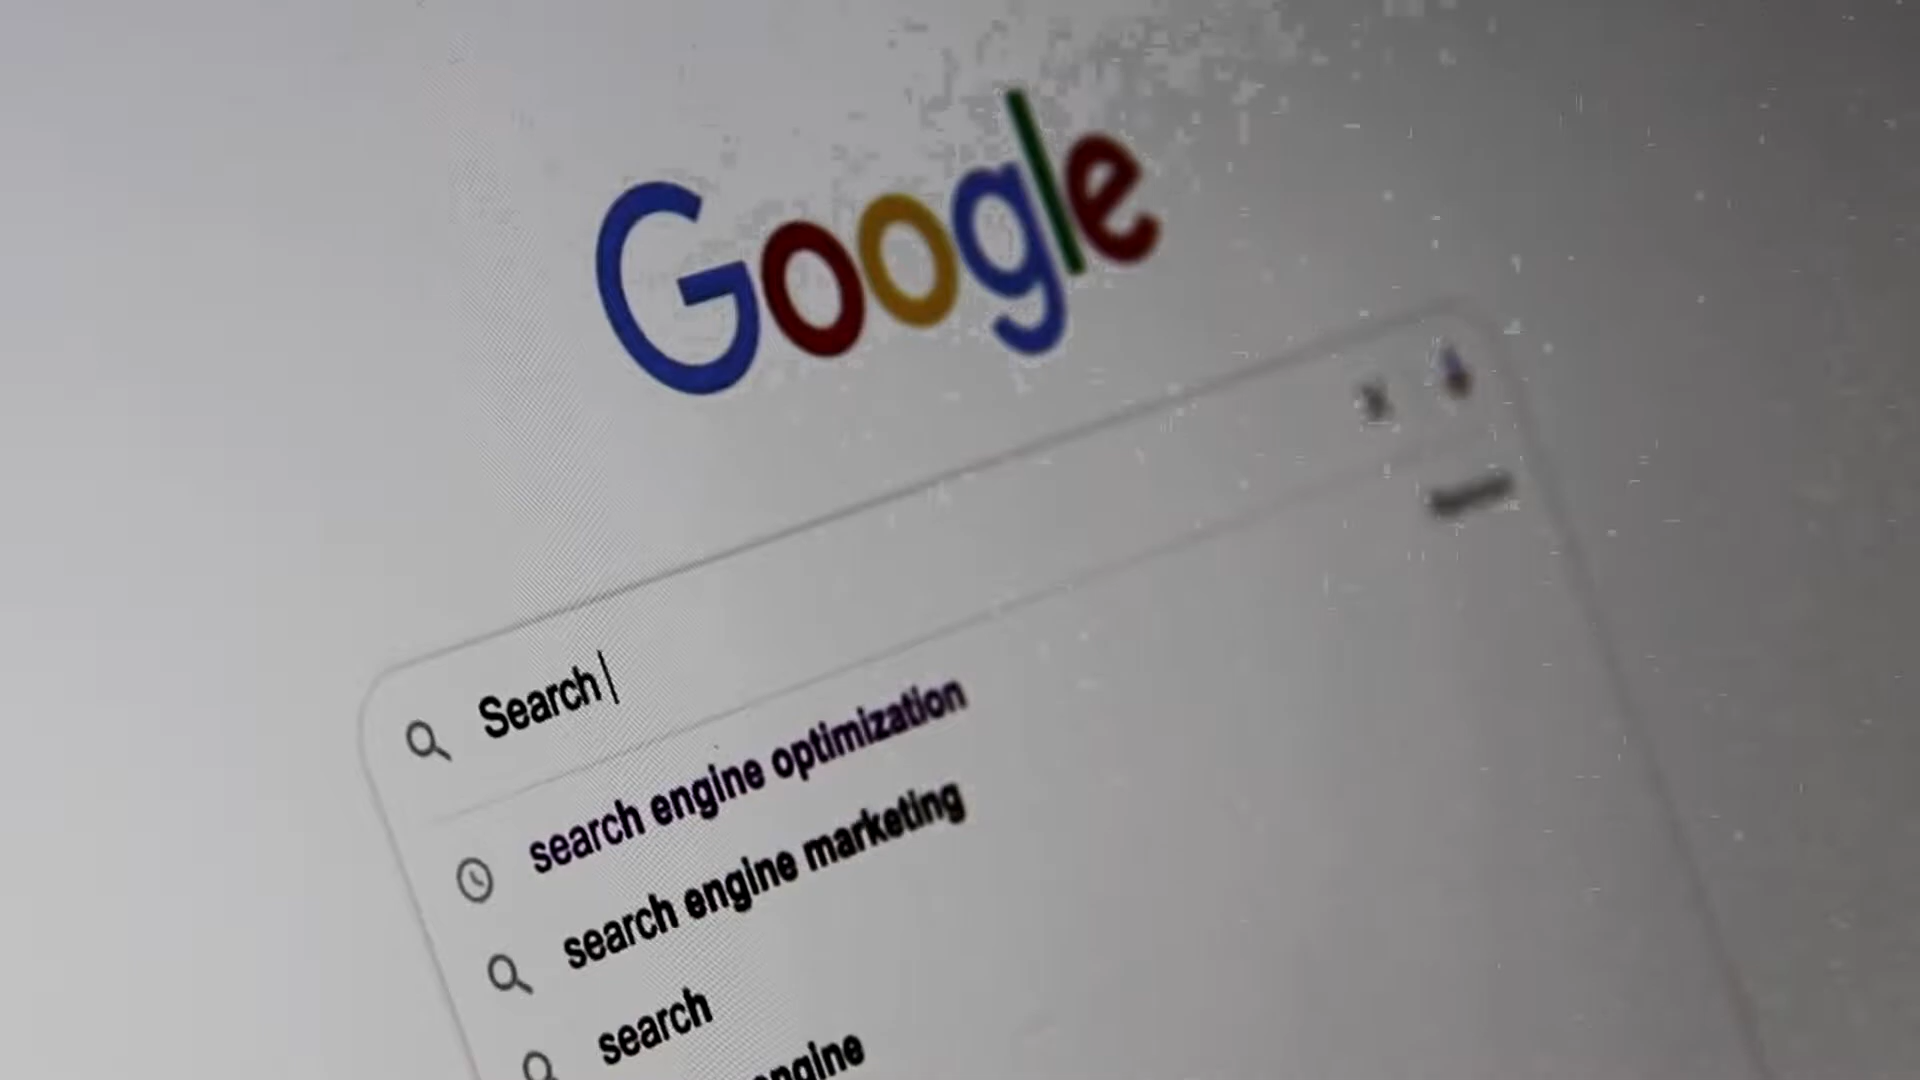 Google
Search
search engine optimization
search engine marketing
search
engine